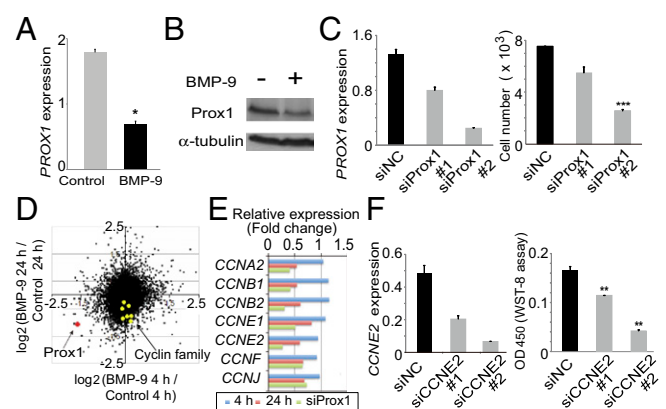 A
PROX1 expression
2
1
0
*
Control
BMP-9
B
BMP-9 - +
Prox1
α-tubulin
C
PROX1 expression
1.6
0.8
0
siNC
siProx1 #1
siProx1 #2
Cell number ( × 10³)
8
4
0
***
siNC
siProx1 #1
siProx1 #2
D
log2 (BMP-9 24 h / Control 24 h)
2.5
-2.5
2.5
-2.5
Prox1
Cyclin family
log2 (BMP-9 4 h /
Control 4 h)
E
Relative expression
(Fold change)
0 0.5 1 1.5
CCNA2
CCNB1
CCNB2
CCNE1
CCNE2
CCNF
CCNJ
4 h 24 h siProx1
F
CCNE2 expression
0.6
0.4
0.2
0
siNC
siCCNE2 #1
siCCNE2 #2
OD450 (WST-8 assay)
0.2
0.1
0
**
**
siNC
siCCNE2 #1
siCCNE2 #2